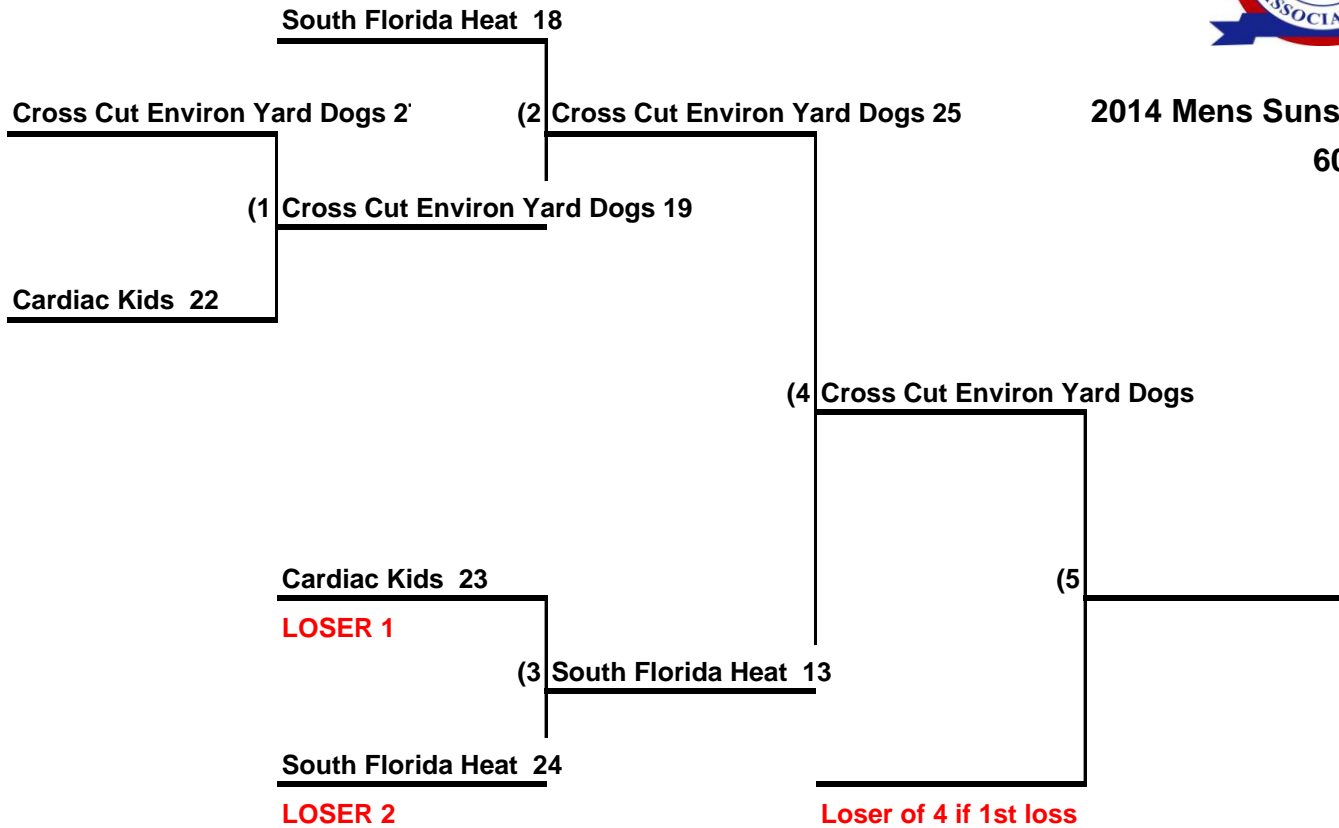 South Florida Heat 18
Cross Cut Environ Yard Dogs
(2 Cross Cut Environ Yard Dogs 25
2014 Mens
60
(1 Cross Cut Environ Yard Dogs 19
Cardiac Kids 22
(4 Cross Cut Environ Yard Dogs
Cardiac Kids 23
(5
LOSER 1
(3 South Florida Heat 13
South Florida Heat 24
LOSER 2
Loser of 4 if 1st loss